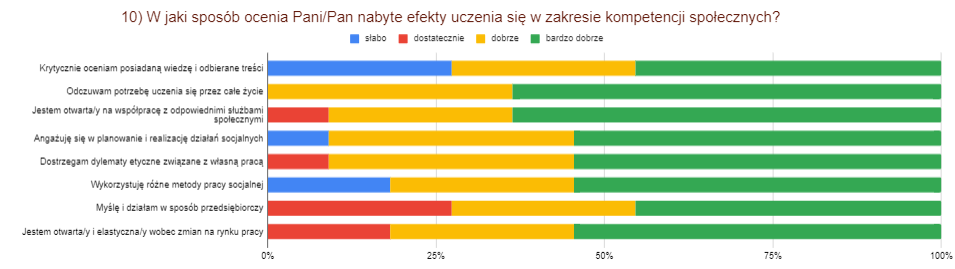 10) W jaki sposób ocenia Pani/Pan nabyte efekty uczenia się w zakresie kompetencji społecznych?
słabo dostatecznie dobrze bardzo dobrze
Krytycznie oceniam posiadaną wiedzę i odbierane treści
Odczuwam potrzebę uczenia się przez całe życie
Jestem otwarta/y na współpracę z odpowiednimi służbami
społecznymi
Angażuję się w planowanie i realizację działań socjalnych
Dostrzegam dylematy etyczne związane z własną pracą
Wykorzystuję różne metody pracy socjalnej
Myślę i działam w sposób przedsiębiorczy
Jestem otwarta/y i elastyczna/y wobec zmian na rynku pracy
0% 25% 50% 75% 100%